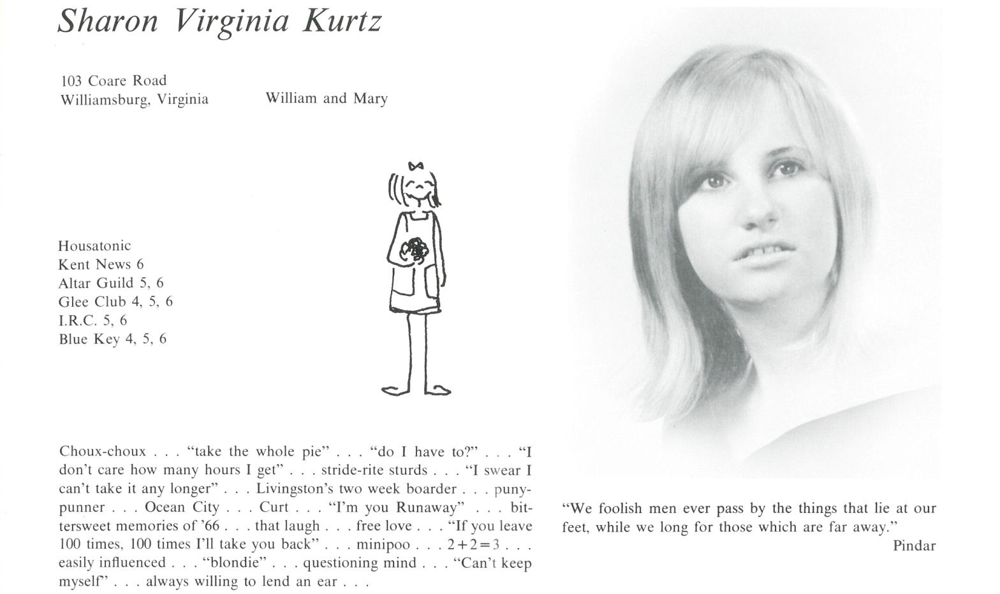 Sharon Virginia Kurtz
103 Coare Road
Williamsburg, Virginia
William and Mary
Housatonic
Kent News 6
Altar Guild 5, 6
Glee Club 4, 5, 6
I.R.C. 5, 6
Blue Key 4, 5, 6
Choux-choux . . . “take the whole pie” . . . “do I have to?” . . . “I
don’t care how many hours I get” . . . stride-rite sturds . . . “I swear I
can’t take it any longer” . . . Livingston’s two week boarder . . . puny-
punner . . . Ocean City . . . Curt . . . “I’m you Runaway” . . . bit-
tersweet memories of ’66 . . . that laugh . . . free love . . . “If you leave
100 times, 100 times I’ll take you back” . . . minipoo . . . 2+2=3 . . .
easily influenced . . . “blondie” . . . questioning mind . . . “Can’t keep
myself” . . . always willing to lend an ear . . .
“We foolish men ever pass by the things that lie at our
feet, while we long for those which are far away.”
Pindar